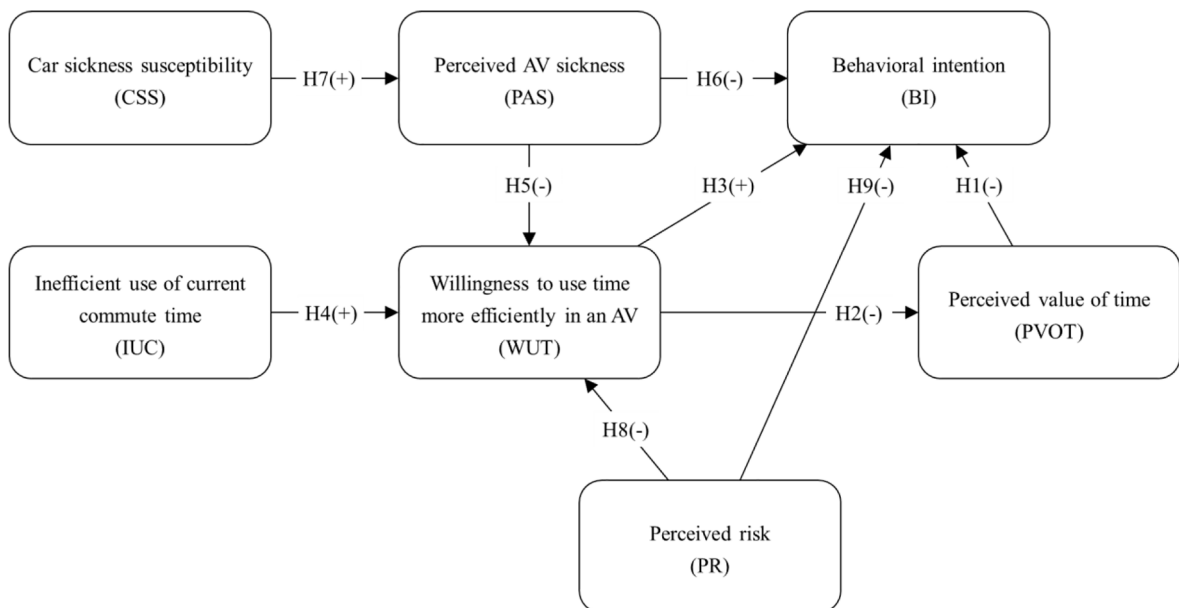 Car sickness susceptibility
(CSS)
H7(+)
Perceived AV sickness
(PAS)
H6(-)
Behavioral intention
(BI)
H5(-)
H3(+)
H9(-)
H1(-)
Inefficient use of current
commute time
(IUC)
H4(+)
Willingness to use time
more efficiently in an AV
(WUT)
H2(-)
Perceived value of time
(PVOT)
H8(-)
Perceived risk
(PR)